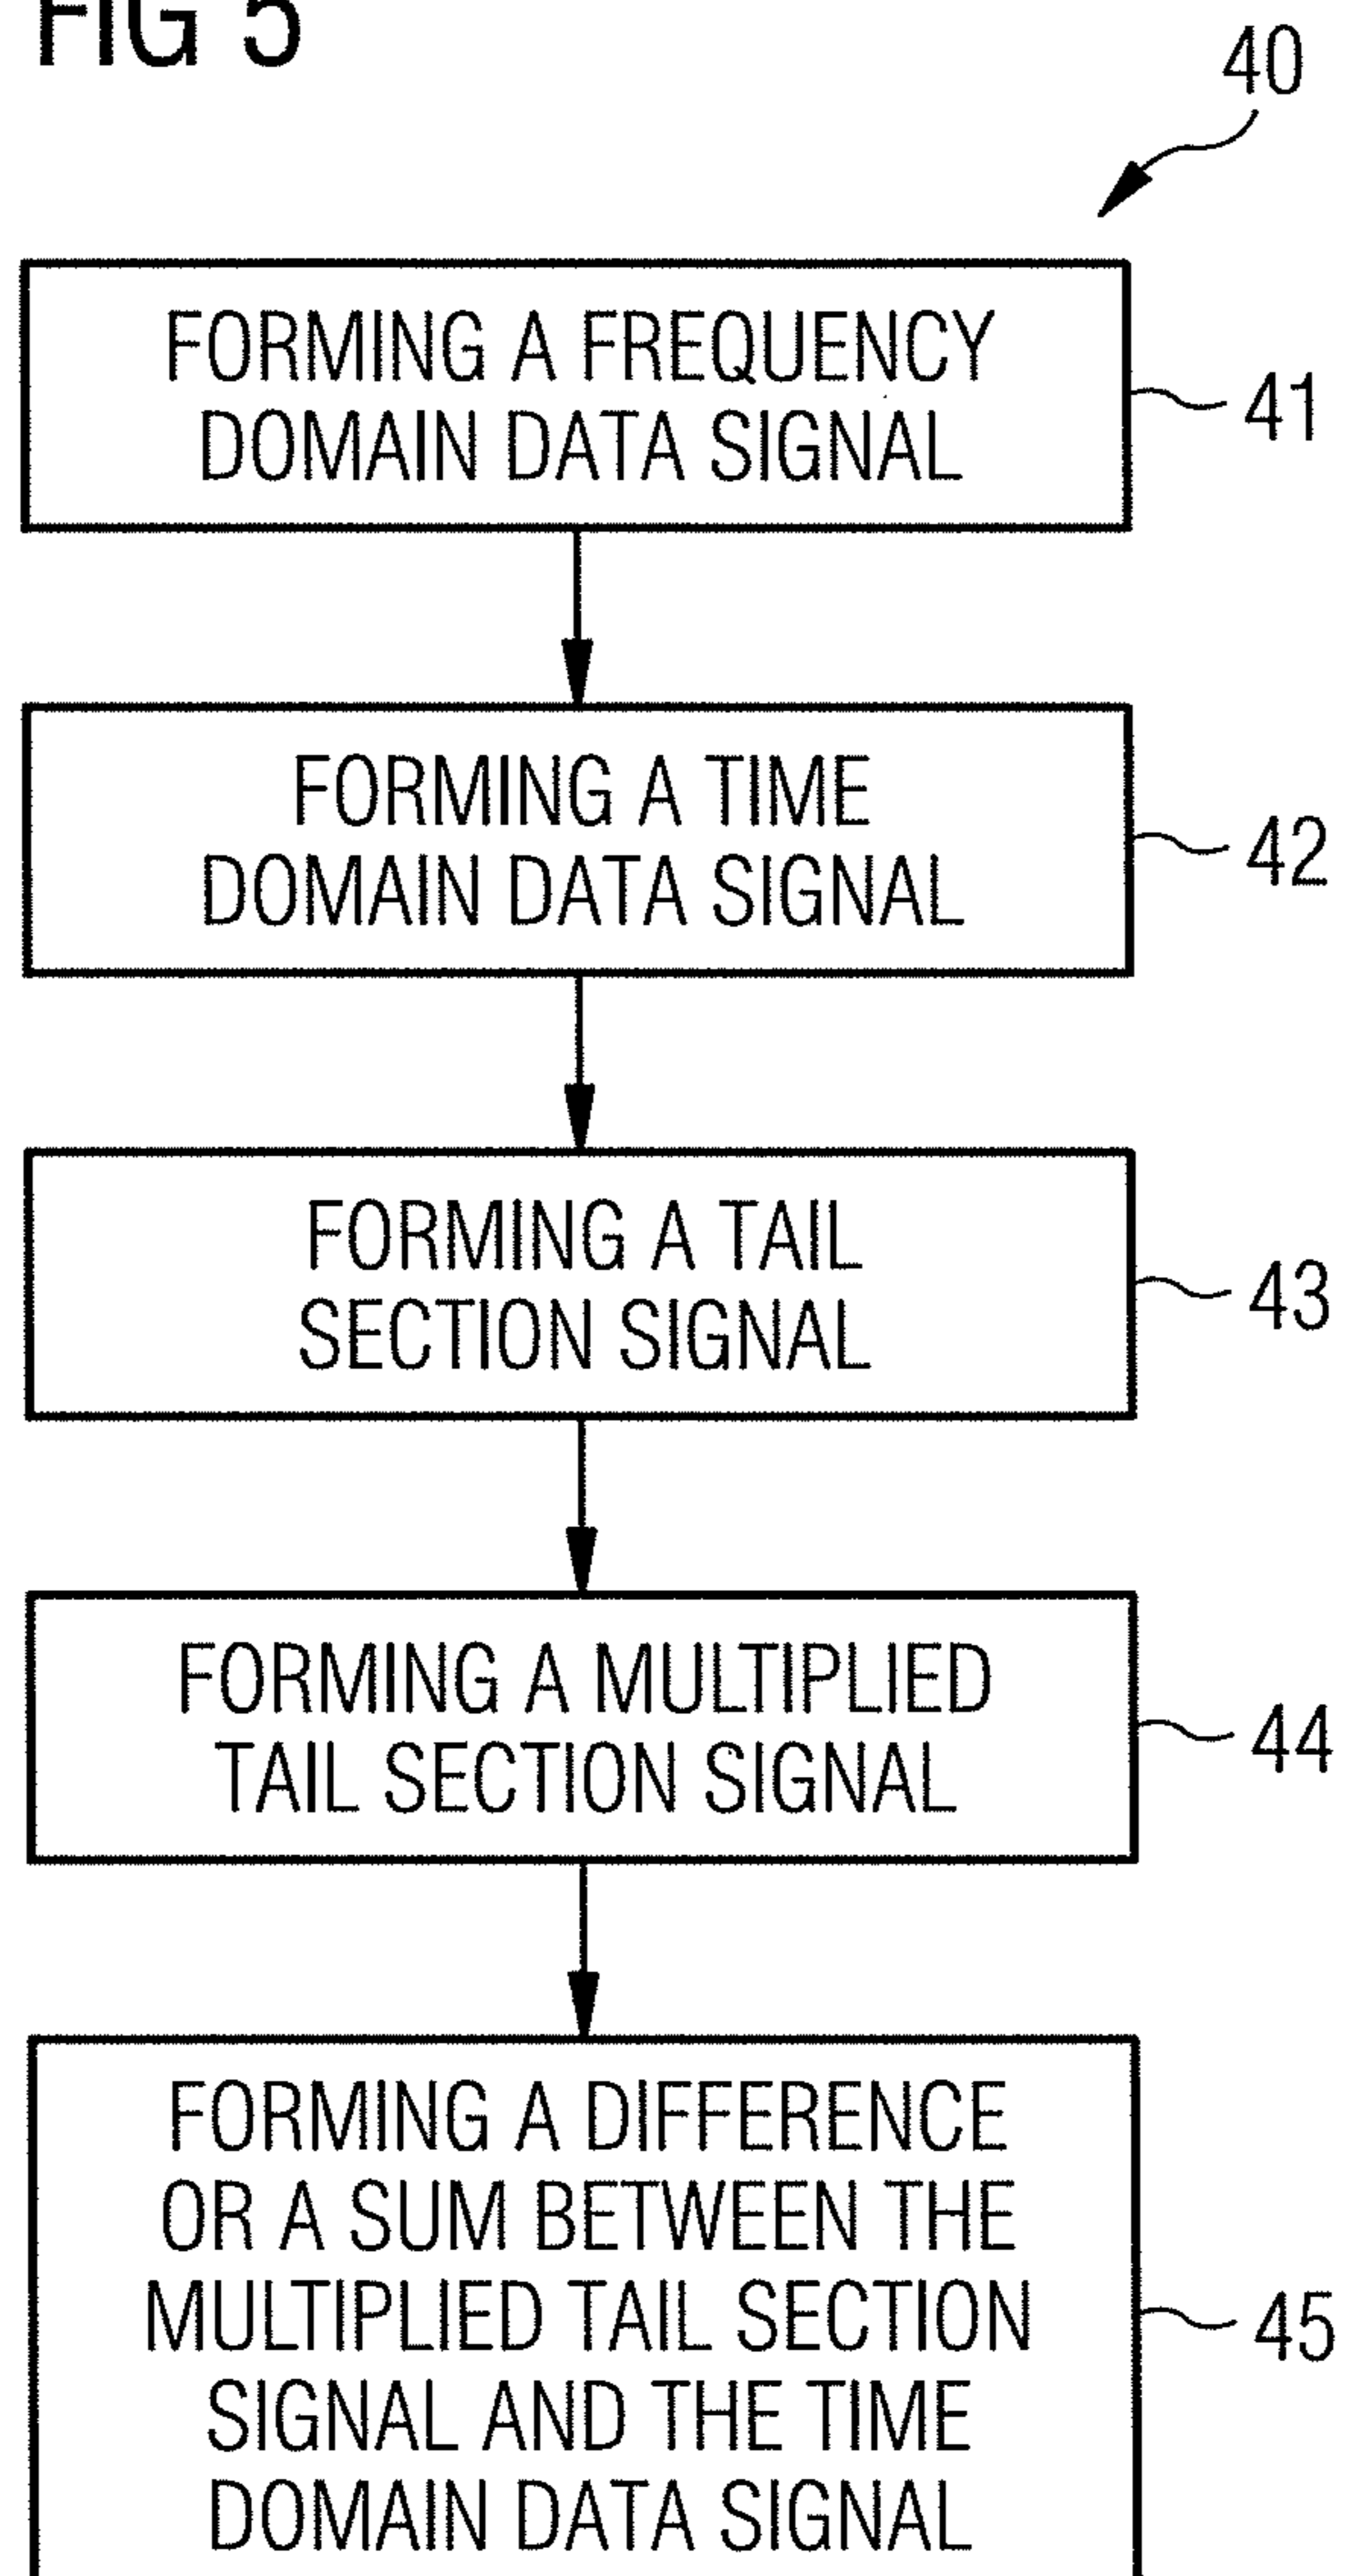 FIG 5
40
FORMING A FREQUENCY
DOMAIN DATA SIGNAL
41
FORMING A TIME
DOMAIN DATA SIGNAL
42
FORMING A TAIL
SECTION SIGNAL
43
FORMING A MULTIPLIED
TAIL SECTION SIGNAL
44
FORMING A DIFFERENCE
OR A SUM BETWEEN THE
MULTIPLIED TAIL SECTION
SIGNAL AND THE TIME
DOMAIN DATA SIGNAL
45